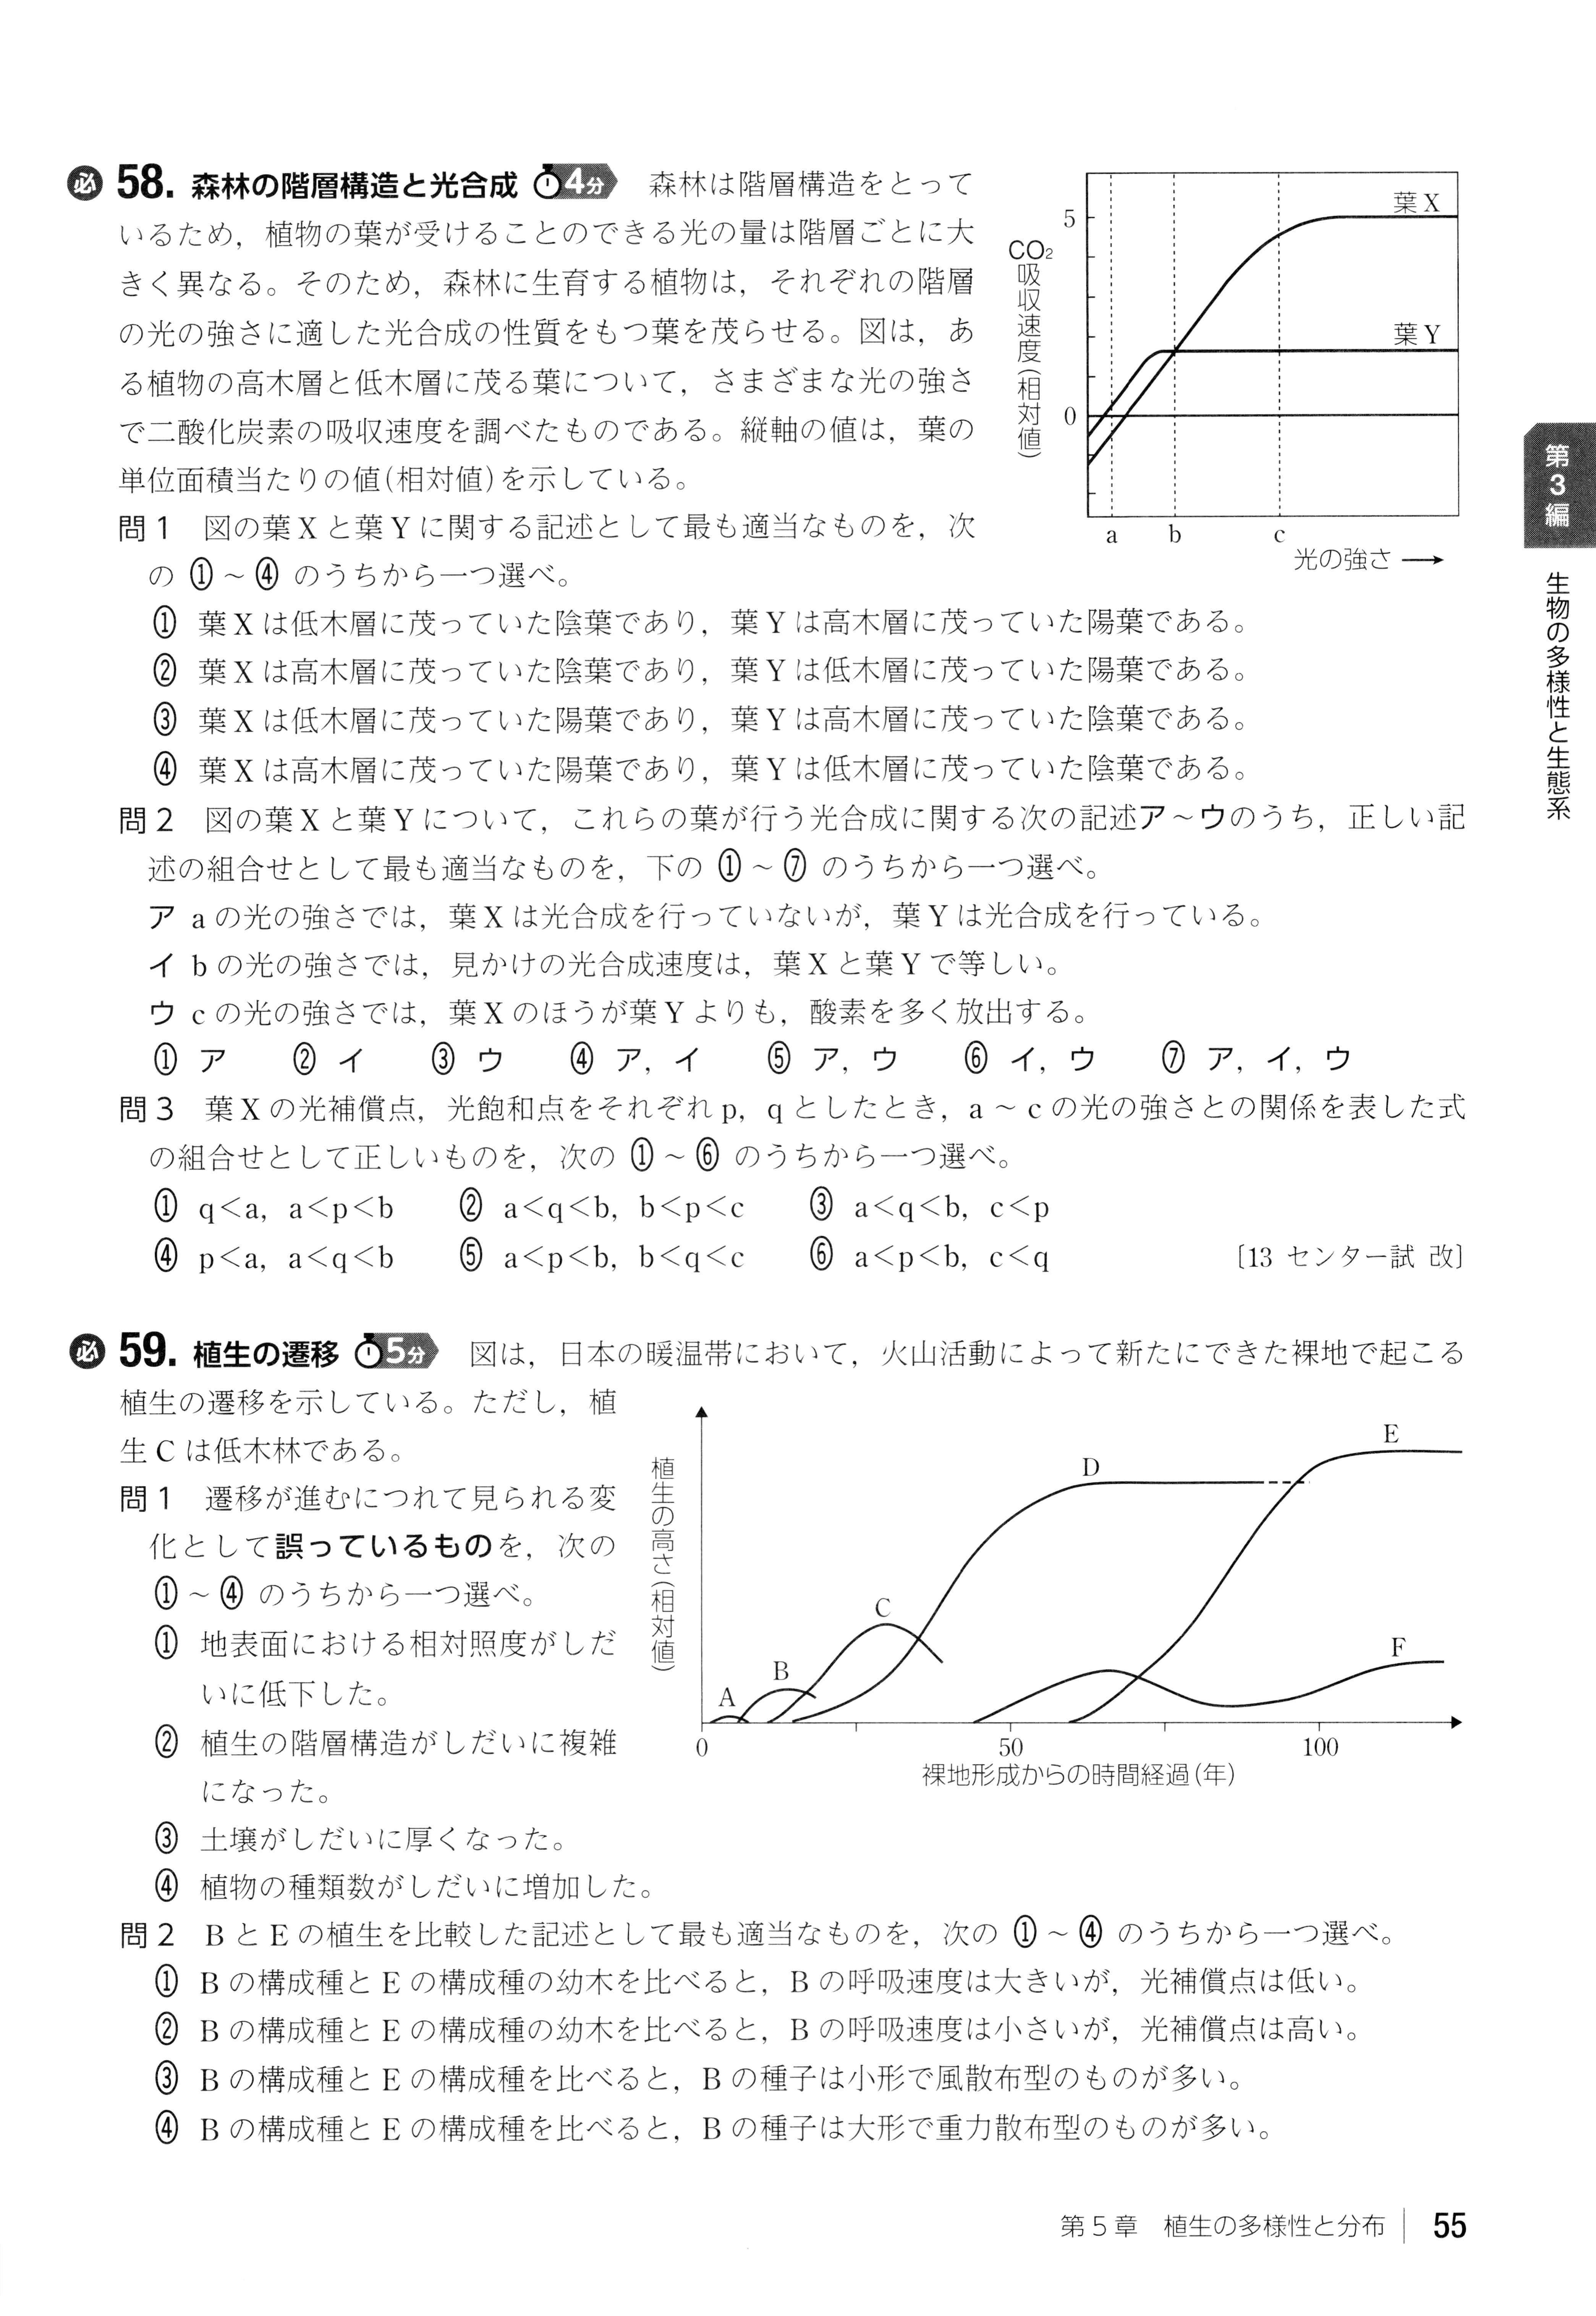 必 58. 森林の階層構造と光合成 4分 森林は階層構造をとって
いるため，植物の葉が受けることのできる光の量は階層ごとに大
きく異なる。そのため，森林に生育する植物は，それぞれの階層
の光の強さに適した光合成の性質をもつ葉を茂らせる。図は，あ
る植物の高木層と低木層に茂る葉について，さまざまな光の強さ
で二酸化炭素の吸収速度を調べたものである。縦軸の値は，葉の
単位面積当たりの値(相対値)を示している。
CO₂吸収速度(相対値)
5
0
葉X
葉Y
a b c
光の強さ
問1 図の葉Xと葉Yに関する記述として最も適当なものを，次
の ①～④ のうちから一つ選べ。
① 葉Xは低木層に茂っていた陰葉であり，葉Yは高木層に茂っていた陽葉である。
② 葉Xは高木層に茂っていた陰葉であり，葉Yは低木層に茂っていた陽葉である。
③ 葉Xは低木層に茂っていた陽葉であり，葉Yは高木層に茂っていた陰葉である。
④ 葉Xは高木層に茂っていた陽葉であり，葉Yは低木層に茂っていた陰葉である。
問2 図の葉Xと葉Yについて，これらの葉が行う光合成に関する次の記述ア～ウのうち，正しい記
述の組合せとして最も適当なものを，下の ①～⑦ のうちから一つ選べ。
ア aの光の強さでは，葉Xは光合成を行っていないが，葉Yは光合成を行っている。
イ bの光の強さでは，見かけの光合成速度は，葉Xと葉Yで等しい。
ウ cの光の強さでは，葉Xのほうが葉Yよりも，酸素を多く放出する。
① ア ② イ ③ ウ ④ ア，イ ⑤ ア，ウ ⑥ イ，ウ ⑦ ア，イ，ウ
問3 葉Xの光補償点，光飽和点をそれぞれp，qとしたとき，a～cの光の強さとの関係を表した式
の組合せとして正しいものを，次の ①～⑥ のうちから一つ選べ。
① q<a, a<p<b ② a<q<b, b<p<c ③ a<q<b, c<p
④ p<a, a<q<b ⑤ a<p<b, b<q<c ⑥ a<p<b, c<q 〔13 センター試 改〕
必 59. 植生の遷移 5分 図は，日本の暖温帯において，火山活動によって新たにできた裸地で起こる
植生の遷移を示している。ただし，植
生Cは低木林である。
問1 遷移が進むにつれて見られる変
化として誤っているものを，次の
①～④ のうちから一つ選べ。
① 地表面における相対照度がしだ
いに低下した。
② 植生の階層構造がしだいに複雑
になった。
③ 土壌がしだいに厚くなった。
④ 植物の種類数がしだいに増加した。
植生の高さ(相対値)
A
B
C
D
E
F
0 50 100
裸地形成からの時間経過(年)
問2 BとEの植生を比較した記述として最も適当なものを，次の ①～④ のうちから一つ選べ。
① Bの構成種とEの構成種の幼木を比べると，Bの呼吸速度は大きいが，光補償点は低い。
② Bの構成種とEの構成種の幼木を比べると，Bの呼吸速度は小さいが，光補償点は高い。
③ Bの構成種とEの構成種を比べると，Bの種子は小形で風散布型のものが多い。
④ Bの構成種とEの構成種を比べると，Bの種子は大形で重力散布型のものが多い。
第3編
生物の多様性と生態系
第5章 植生の多様性と分布 55